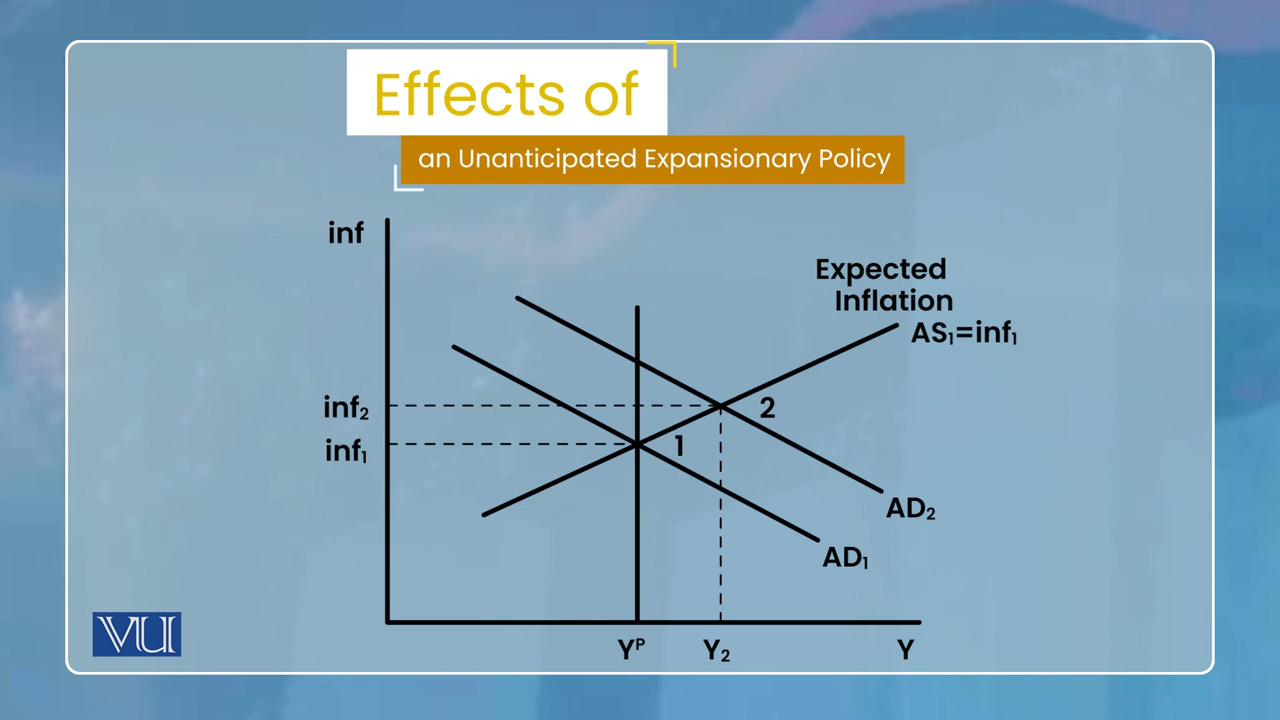 Effects of
an Unanticipated Expansionary Policy
inf
Expected
Inflation
AS₁=inf₁
inf₂
2
inf₁
1
AD₂
AD₁
Yᴾ
Y₂
Y
VU